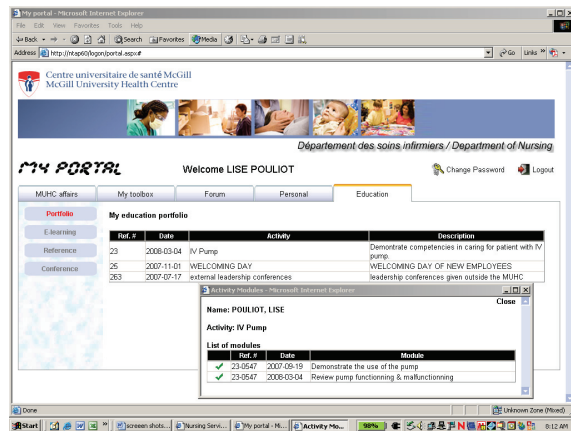 My portal - Microsoft Internet Explorer
File Edit View Favorites Tools Help
Back Search Favorites Media
Address http://ntap60/logon/portal.aspx# Go Links
Centre universitaire de santé McGill
McGill University Health Centre
Département des soins infirmiers / Department of Nursing
MY PORTAL Welcome LISE POULIOT Change Password Logout
MUHC affairs My toolbox Forum Personal Education
Portfolio
E-learning
Reference
Conference
My education portfolio
Ref. # Date Activity Description
23 2008-03-04 IV Pump Demontrate competencies in caring for patient with IV pump.
25 2007-11-01 WELCOMING DAY WELCOMING DAY OF NEW EMPLOYEES
263 2007-07-17 external leadership conferences leadership conferences given outside the MUHC
Activity Modules - Microsoft Internet Explorer
Close
Name: POULIOT, LISE
Activity: IV Pump
List of modules
Ref. # Date Module
23-0547 2007-09-19 Demonstrate the use of the pump
23-0547 2008-03-04 Review pump functionning & malfunctionning
Done Unknown Zone (Mixed)
Start screeen shots... Nursing Servi... My portal - Mi... Activity Mo... 98% 8:12 AM